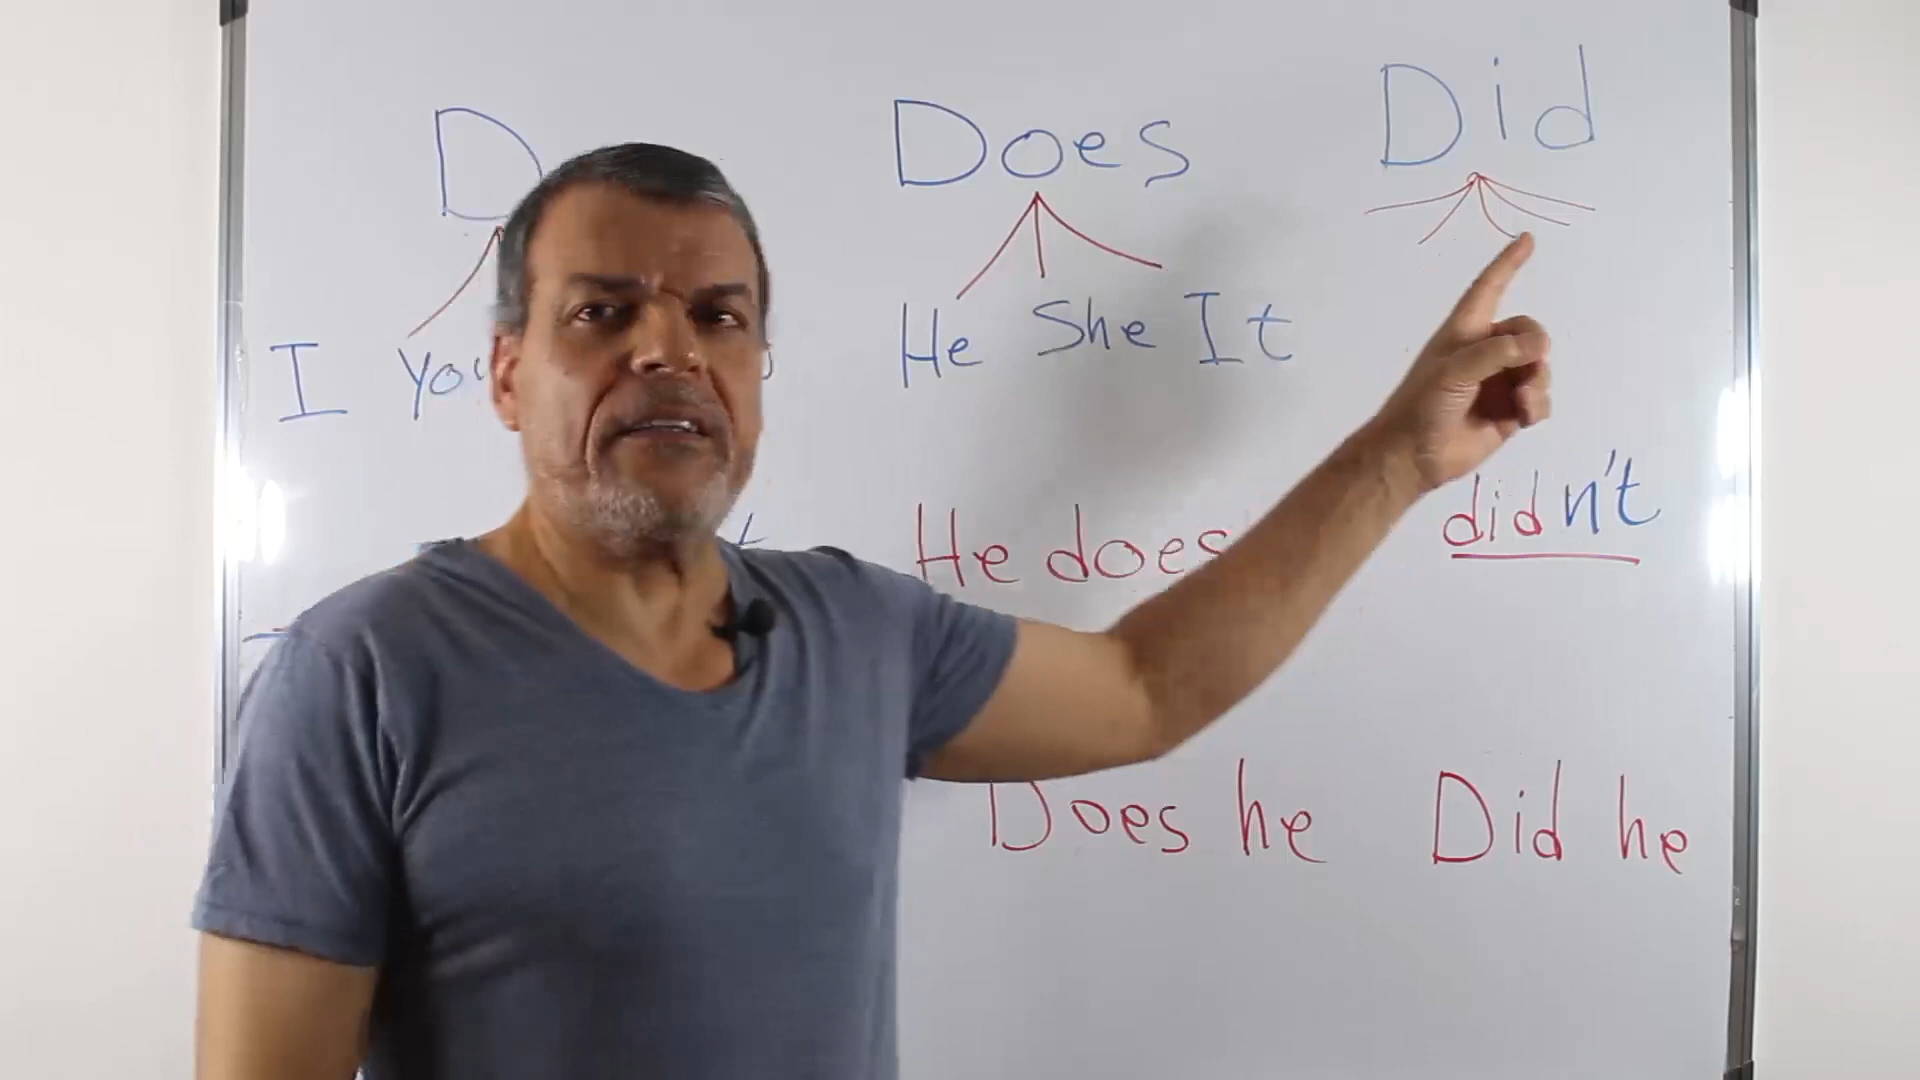 Does Did
I He She It
He does didn't
Does he Did he